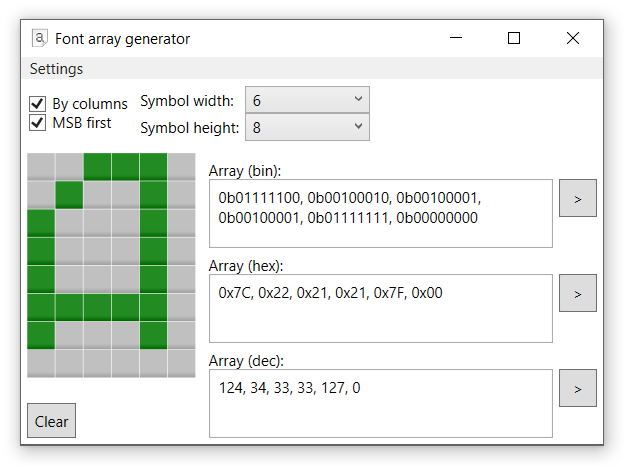 Font array generator
Settings
By columns
MSB first
Symbol width: 6
Symbol height: 8
Array (bin):
0b01111100, 0b00100010, 0b00100001,
0b00100001, 0b01111111, 0b00000000
>
Array (hex):
0x7C, 0x22, 0x21, 0x21, 0x7F, 0x00
>
Array (dec):
124, 34, 33, 33, 127, 0
>
Clear